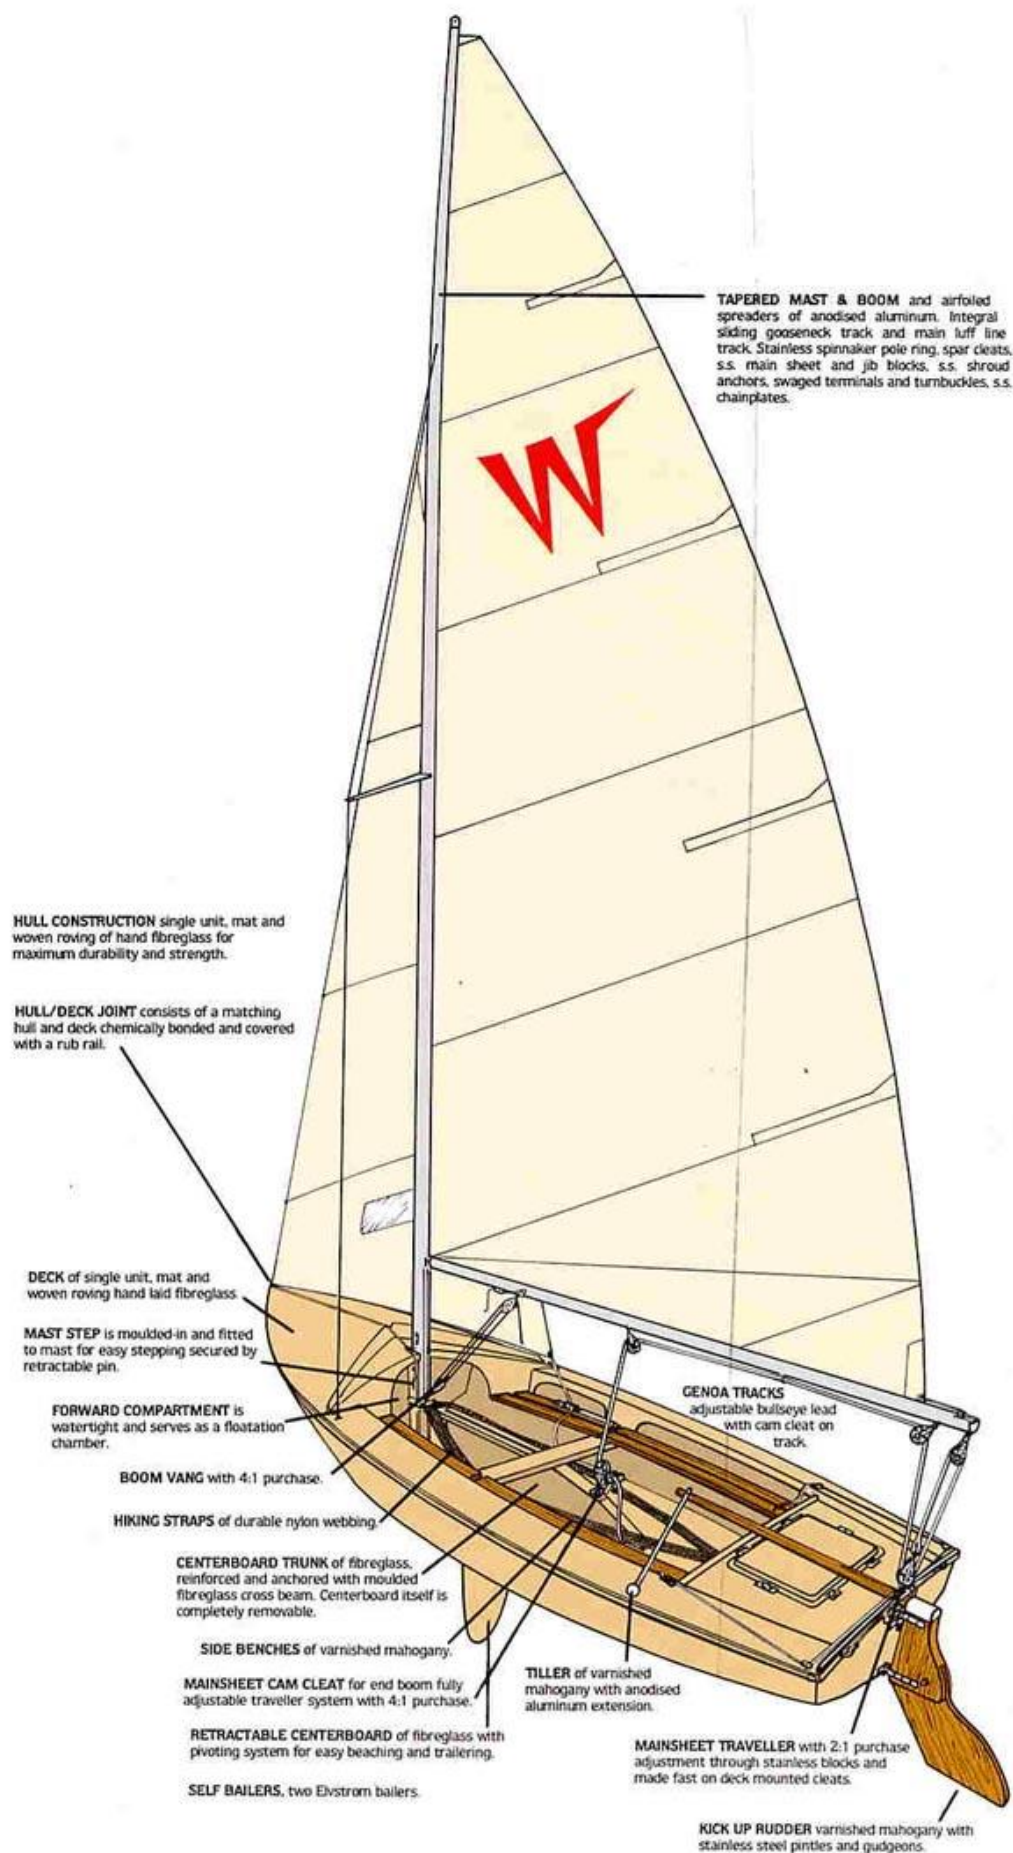 W
TAPERED MAST & BOOM and airfoiled
spreaders of anodised aluminum. Integral
sliding gooseneck track and main luff line
track. Stainless spinnaker pole ring, spar cleats,
s.s. main sheet and jib blocks, s.s. shroud
anchors, swaged terminals and turnbuckles, s.s.
chainplates.
HULL CONSTRUCTION single unit, mat and
woven roving of hand fibreglass for
maximum durability and strength.
HULL/DECK JOINT consists of a matching
hull and deck chemically bonded and covered
with a rub rail.
DECK of single unit, mat and
woven roving hand laid fibreglass
MAST STEP is moulded-in and fitted
to mast for easy stepping secured by
retractable pin.
FORWARD COMPARTMENT is
watertight and serves as a floatation
chamber.
GENOA TRACKS
adjustable bullseye lead
with cam cleat on
track.
BOOM VANG with 4:1 purchase.
HIKING STRAPS of durable nylon webbing.
CENTERBOARD TRUNK of fibreglass,
reinforced and anchored with moulded
fibreglass cross beam. Centerboard itself is
completely removable.
SIDE BENCHES of varnished mahogany.
MAINSHEET CAM CLEAT for end boom fully
adjustable traveller system with 4:1 purchase.
TILLER of varnished
mahogany with anodised
aluminum extension.
RETRACTABLE CENTERBOARD of fibreglass with
pivoting system for easy beaching and trailering.
MAINSHEET TRAVELLER with 2:1 purchase
adjustment through stainless blocks and
made fast on deck mounted cleats.
SELF BAILERS, two Elvstrom bailers.
KICK UP RUDDER varnished mahogany with
stainless steel pintles and gudgeons.